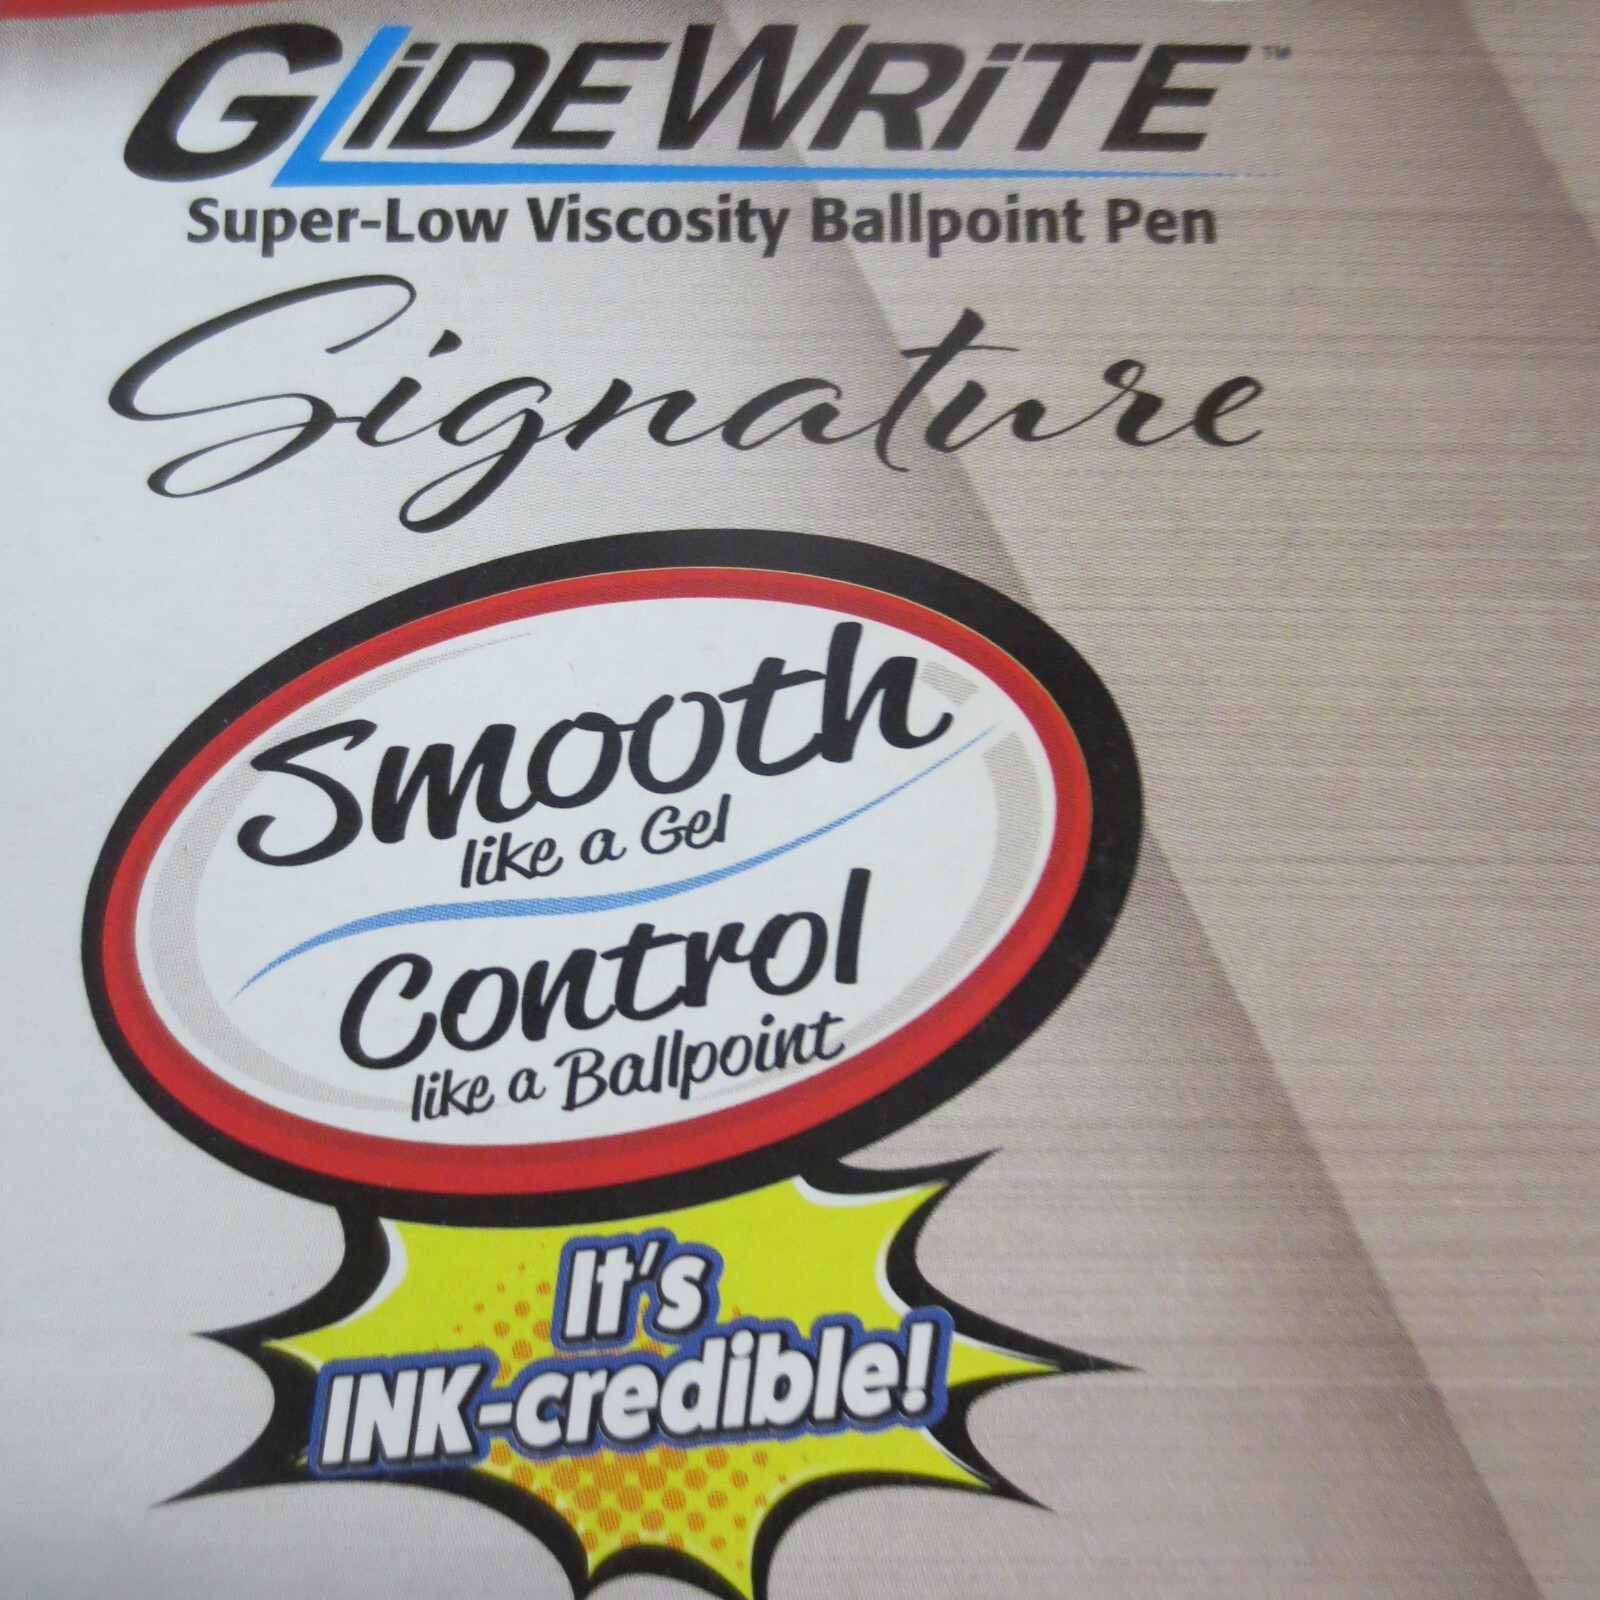 GLiDEWRiTE™
Super-Low Viscosity Ballpoint Pen
Signature
Smooth
like a Gel
Control
like a Ballpoint
It's
INK-credible!